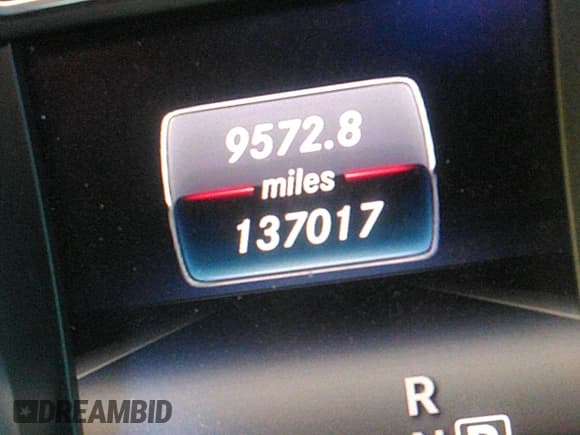 9572.8
miles
137017
R
N D
DREAMBID